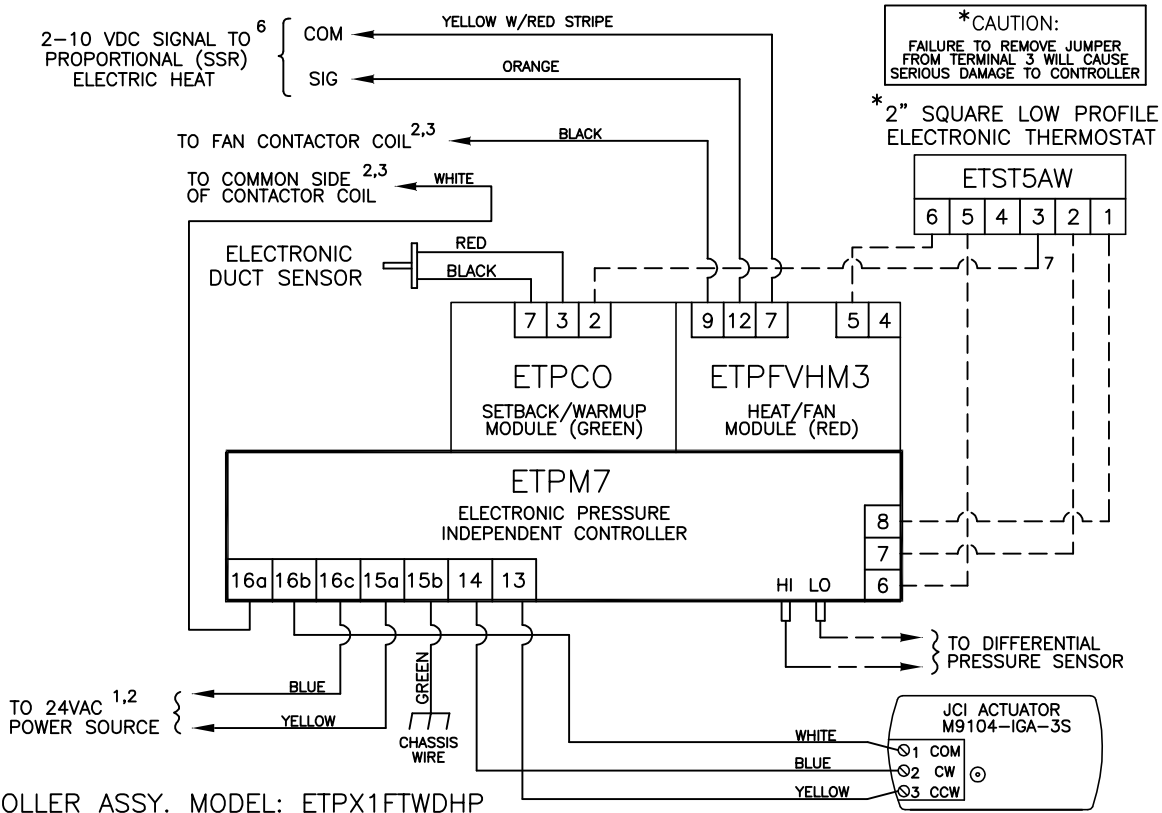 2-10 VDC SIGNAL TO 6
PROPORTIONAL (SSR)
ELECTRIC HEAT
COM
SIG
YELLOW W/RED STRIPE
ORANGE
*CAUTION:
FAILURE TO REMOVE JUMPER
FROM TERMINAL 3 WILL CAUSE
SERIOUS DAMAGE TO CONTROLLER
*2" SQUARE LOW PROFILE
ELECTRONIC THERMOSTAT
TO FAN CONTACTOR COIL 2,3
BLACK
TO COMMON SIDE 2,3
OF CONTACTOR COIL
WHITE
ETST5AW
6 5 4 3 2 1
ELECTRONIC
DUCT SENSOR
RED
BLACK
7
7 3 2
9 12 7
5 4
ETPCO
SETBACK/WARMUP
MODULE (GREEN)
ETPFVHM3
HEAT/FAN
MODULE (RED)
ETPM7
ELECTRONIC PRESSURE
INDEPENDENT CONTROLLER
8
7
6
16a 16b 16c 15a 15b 14 13
HI LO
TO DIFFERENTIAL
PRESSURE SENSOR
TO 24VAC 1,2
POWER SOURCE
BLUE
YELLOW
GREEN
CHASSIS
WIRE
WHITE
BLUE
YELLOW
JCI ACTUATOR
M9104-IGA-3S
1 COM
2 CW
3 CCW
OLLER ASSY. MODEL: ETPX1FTWDHP